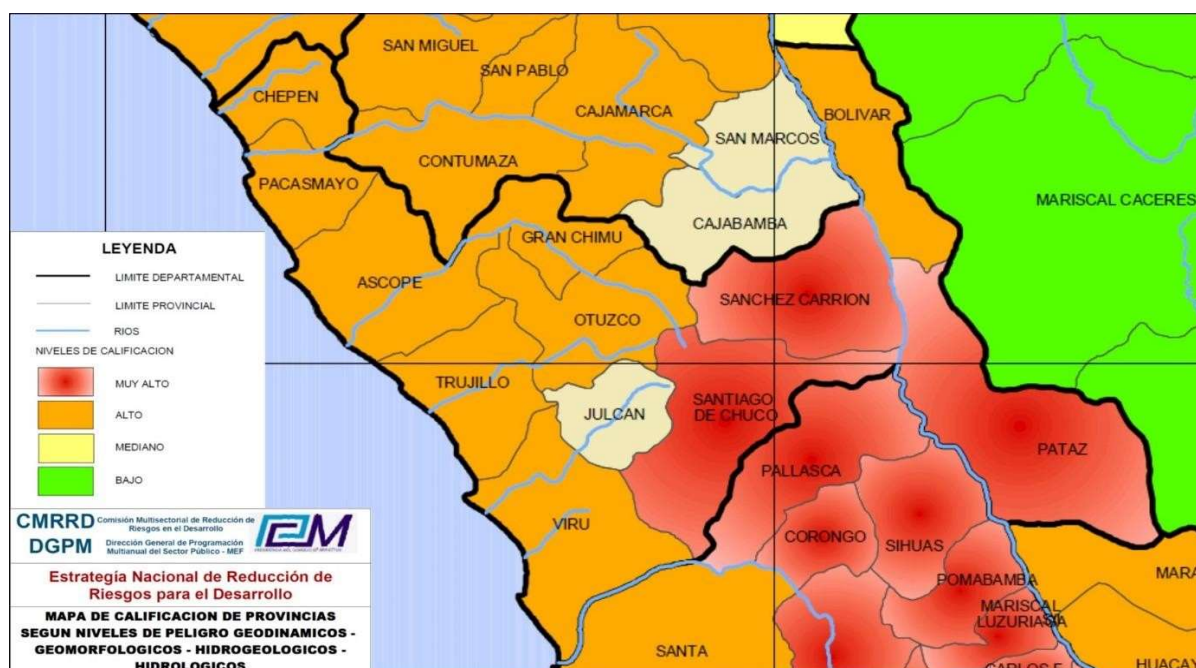 SAN MIGUEL
SAN PABLO
CHEPEN
CAJAMARCA
BOLIVAR
SAN MARCOS
CONTUMAZA
PACASMAYO
MARISCAL CACERES
CAJABAMBA
GRAN CHIMU
ASCOPE
SANCHEZ CARRION
OTUZCO
TRUJILLO
SANTIAGO
DE CHUCO
JULCAN
PATAZ
PALLASCA
VIRU
CORONGO
SIHUAS
POMABAMBA
MARA
MARISCAL
LUZURIAGA
SANTA
CARLOS F
HUACAY
LEYENDA
LIMITE DEPARTAMENTAL
LIMITE PROVINCIAL
RIOS
NIVELES DE CALIFICACION
MUY ALTO
ALTO
MEDIANO
BAJO
CMRRD Comisión Multisectorial de Reducción de
Riesgos en el Desarrollo
DGPM Dirección General de Programación
Multianual del Sector Público - MEF
Estrategía Nacional de Reducción de
Riesgos para el Desarrollo
MAPA DE CALIFICACION DE PROVINCIAS
SEGUN NIVELES DE PELIGRO GEODINAMICOS -
GEOMORFOLOGICOS - HIDROGEOLOGICOS -
HIDROLOGICOS